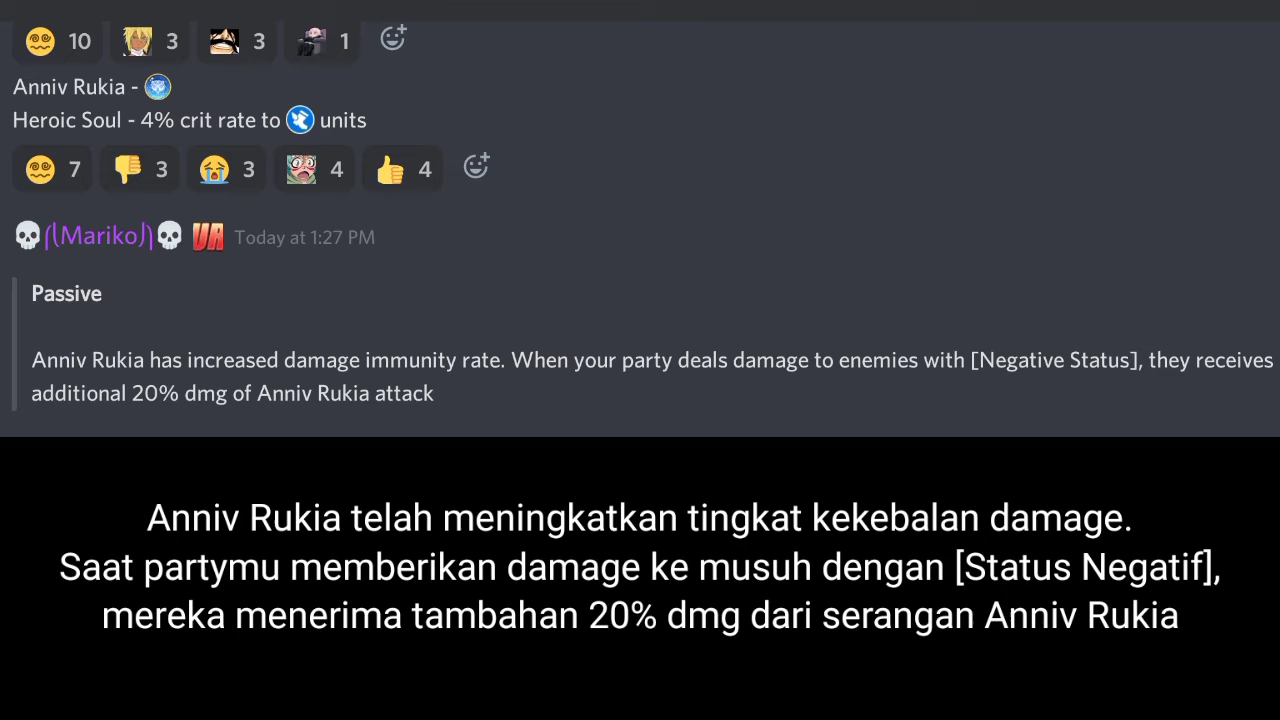 10 3 3 1
Anniv Rukia -
Heroic Soul - 4% crit rate to units
7 3 3 4 4
💀⎛⎝Mariko⎠⎞💀 UR Today at 1:27 PM
Passive
Anniv Rukia has increased damage immunity rate. When your party deals damage to enemies with [Negative Status], they receives
additional 20% dmg of Anniv Rukia attack
Anniv Rukia telah meningkatkan tingkat kekebalan damage.
Saat partymu memberikan damage ke musuh dengan [Status Negatif],
mereka menerima tambahan 20% dmg dari serangan Anniv Rukia